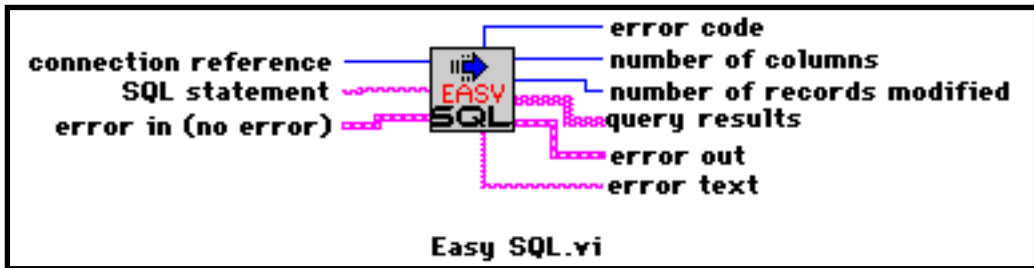 error code
connection reference
number of columns
SQL statement
EASY
number of records modified
error in (no error)
SQL
query results
error out
error text
Easy SQL.vi